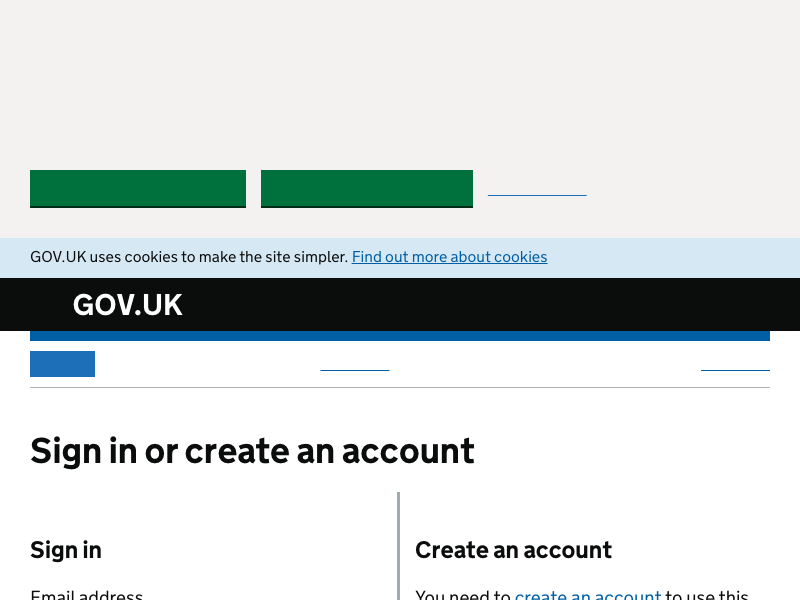 GOV.UK uses cookies to make the site simpler. Find out more about cookies
GOV.UK
Sign in or create an account
Sign in
Create an account
Email address
You need to create an account to use this